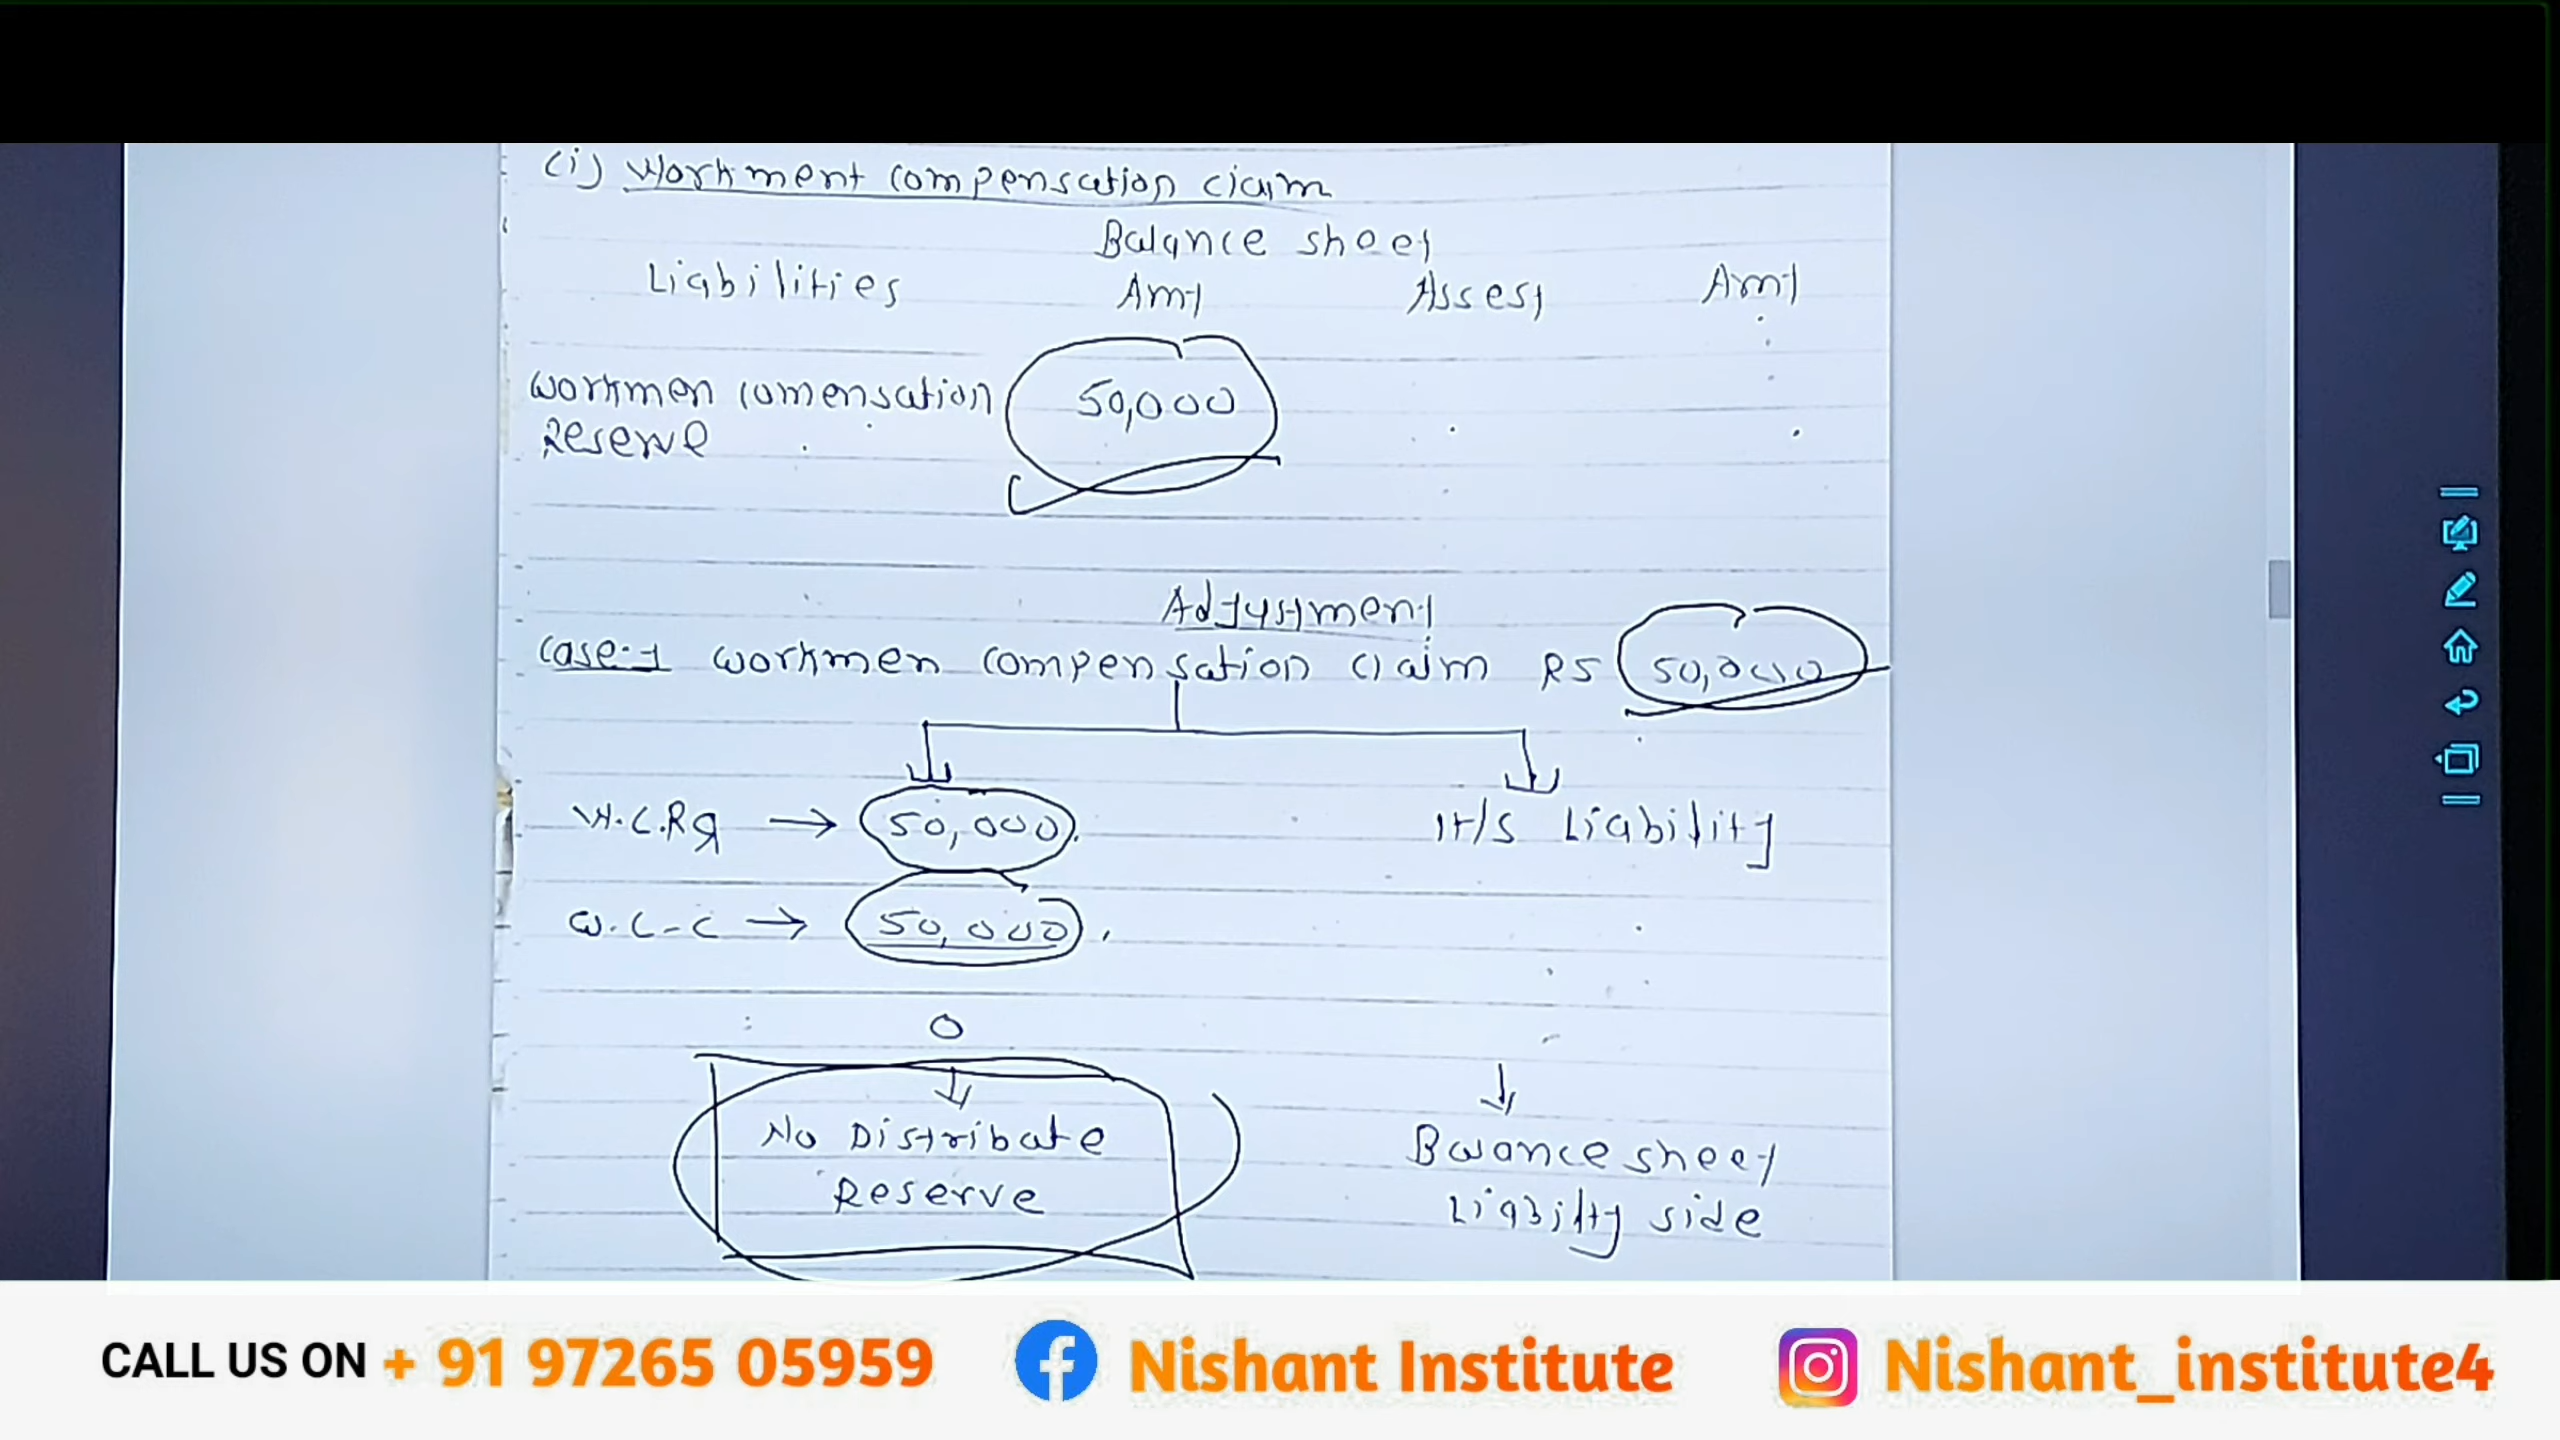 (i) Workment compensation claim
Balance sheet
Liabilities Amt Assest Amt
Workmen comensation 50,000
Reserve
Adjustment
Case-1 Workmen compensation claim RS 50,000
W.C.R → 50,000. It/s Liability
W.C-C → 50,000.
0
No Distribate Balance sheet
Reserve Liability side
CALL US ON + 91 97265 05959 Nishant Institute Nishant_institute4